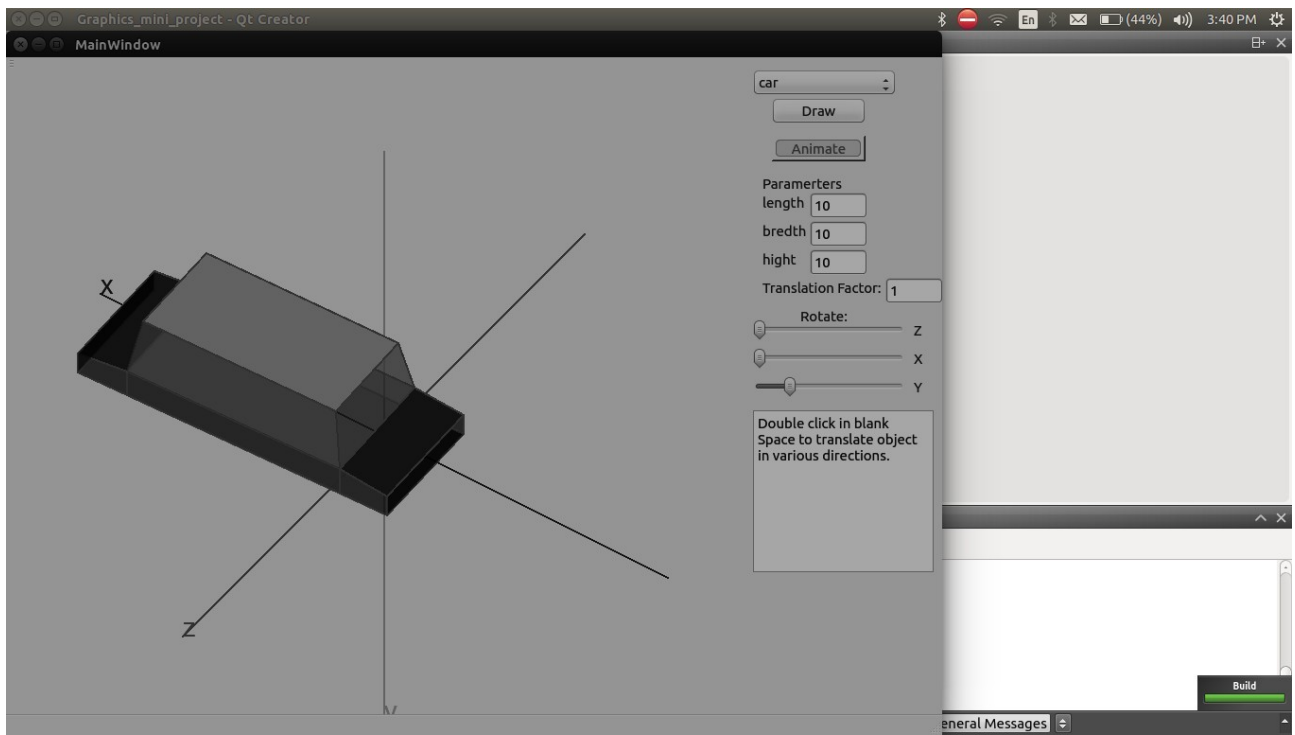 Graphics_mini_project - Qt Creator
En
(44%)
3:40 PM
MainWindow
car
Draw
Animate
Paramerters
length 10
bredth 10
hight 10
Translation Factor: 1
Rotate:
Z
X
Y
Double click in blank
Space to translate object
in various directions.
X
Z
Build
eneral Messages